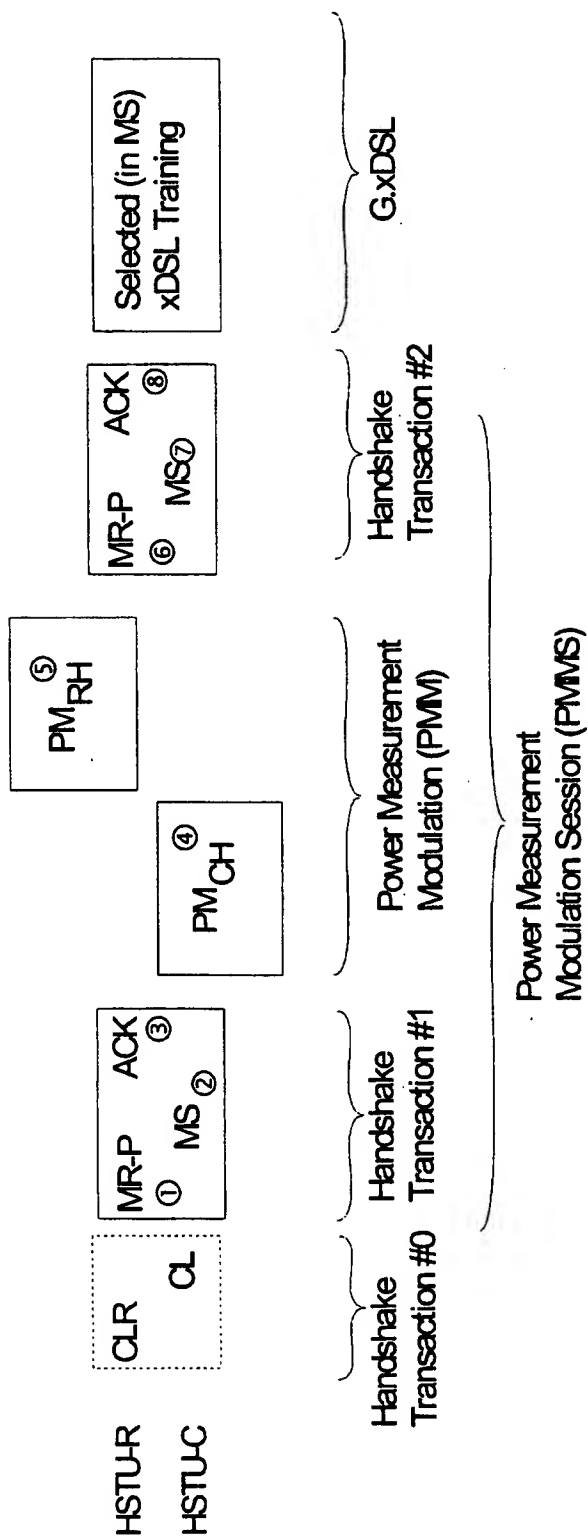 HSTU-R
HSTU-C
CLR
CL
MR-P ACK
① MS ② ③
PM CH ④
PM RH ⑤
MR-P ACK
⑥ MS ⑦ ⑧
Selected (in MS)
xDSL Training
Handshake
Transaction #0
Handshake
Transaction #1
Power Measurement
Modulation (PMM)
Handshake
Transaction #2
G.xDSL
Power Measurement
Modulation Session (PMMS)